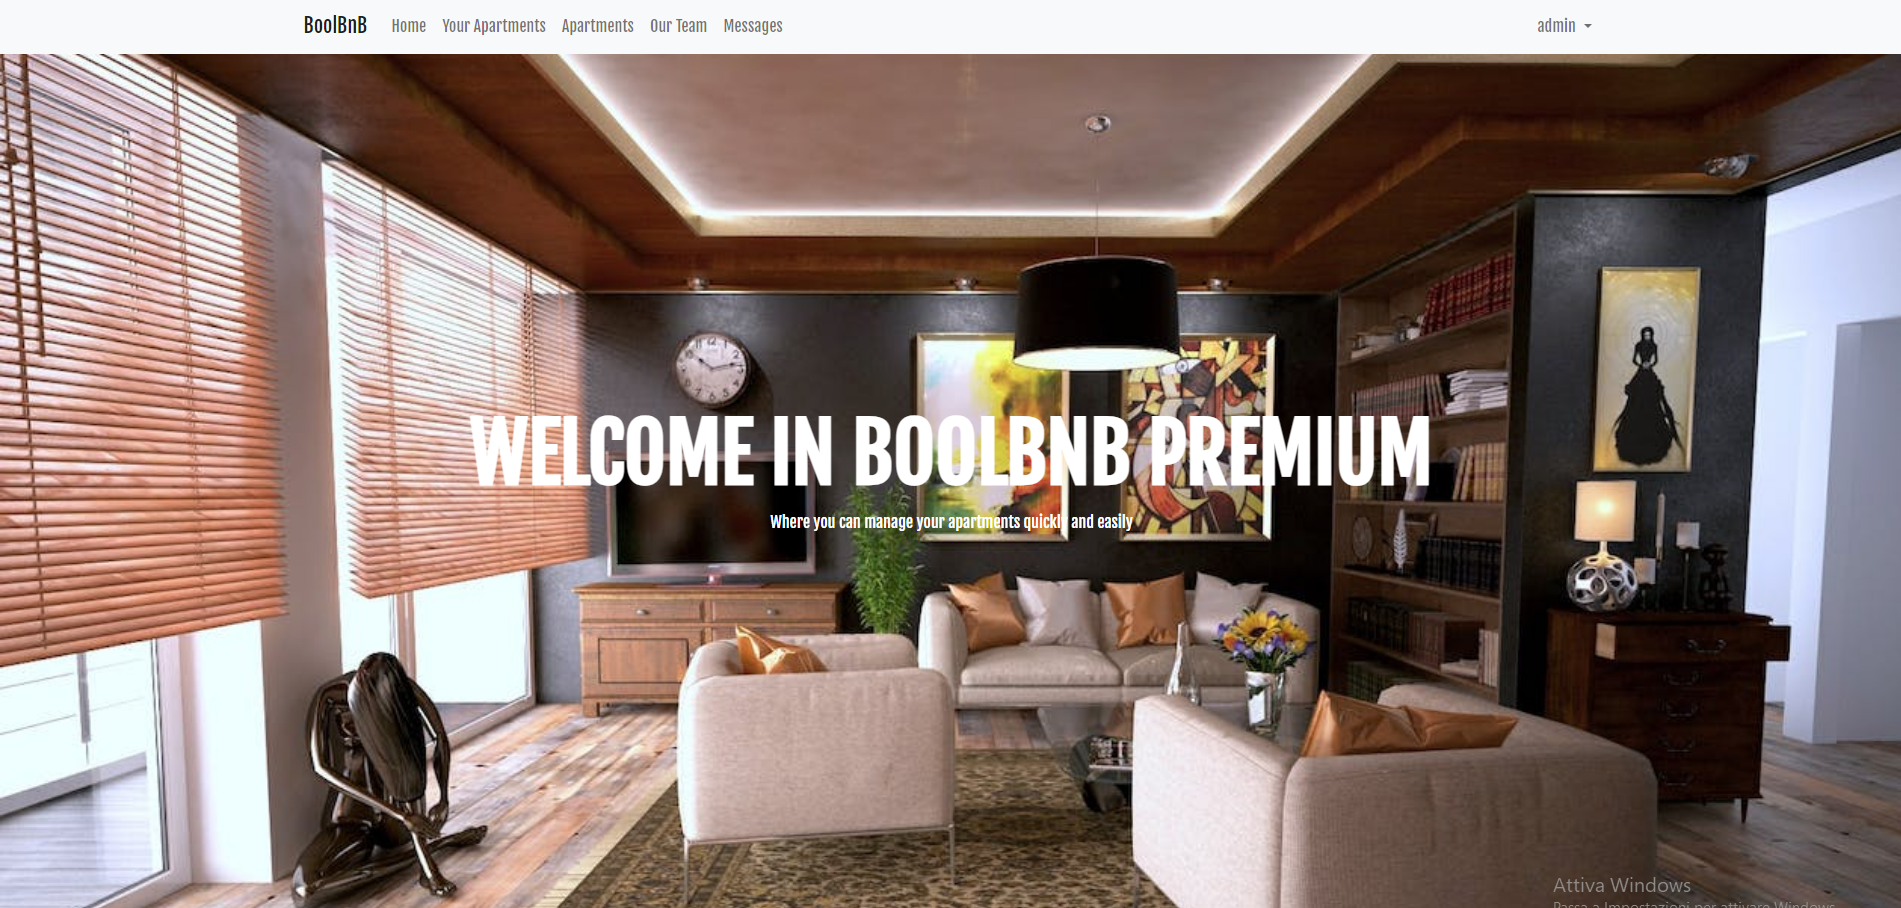 BoolBnB Home Your Apartments Apartments Our Team Messages admin
WELCOME IN BOOLBNB PREMIUM
Where you can manage your apartments quickly and easily
Attiva Windows
Passa a Impostazioni per attivare Windows.